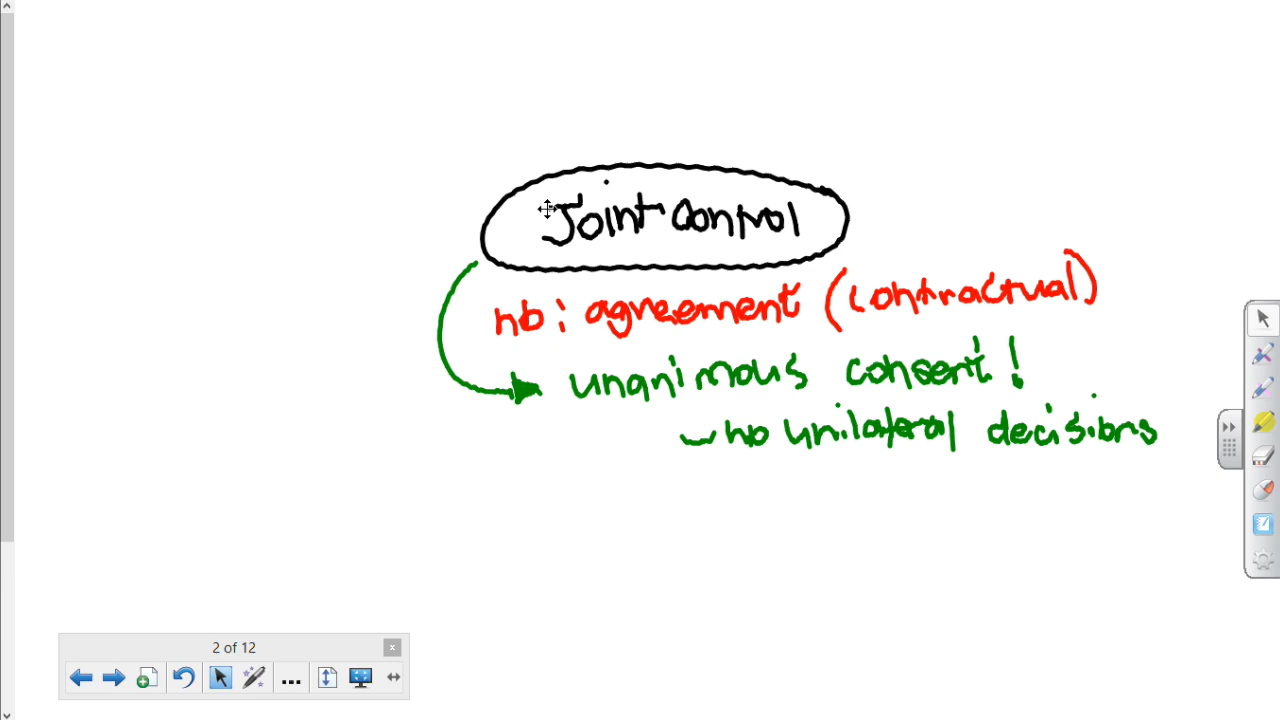 Joint control
nb: agreement (contractual)
unanimous consent!
no unilateral decisions
2 of 12